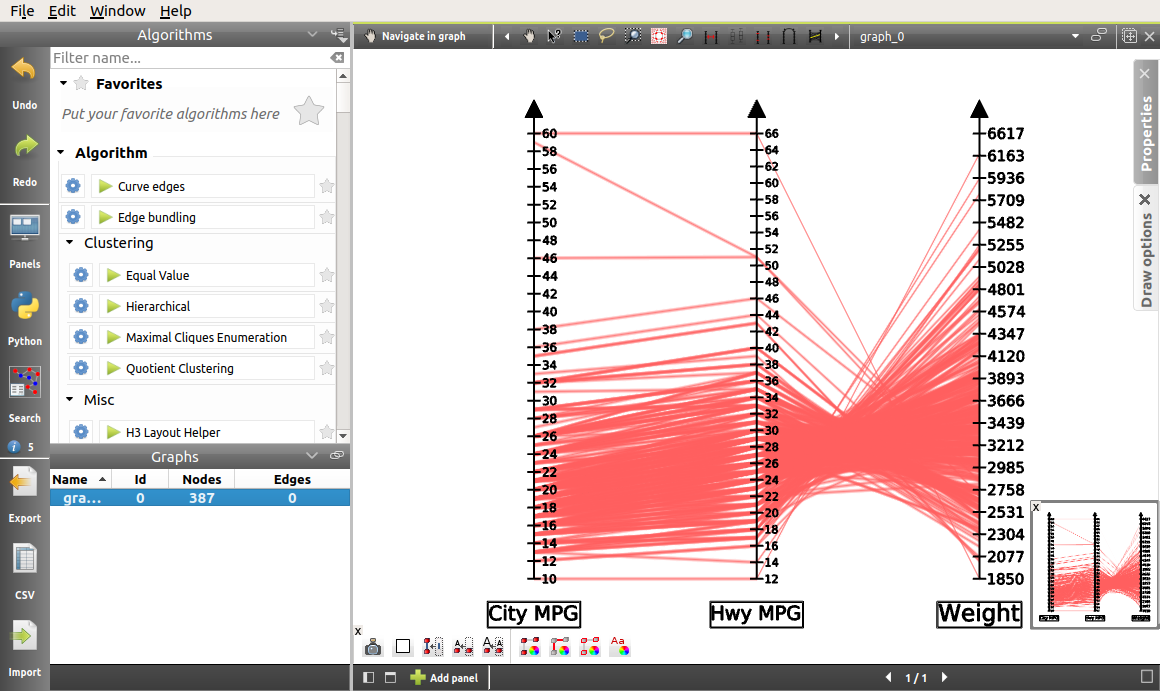 File Edit Window Help
Algorithms
Navigate in graph
graph_0
Filter name...
Undo
Favorites
Put your favorite algorithms here
Redo
Algorithm
Curve edges
Edge bundling
Clustering
Panels
Equal Value
Hierarchical
Python
Maximal Cliques Enumeration
Quotient Clustering
Misc
Search
H3 Layout Helper
5
Graphs
Name Id Nodes Edges
gra... 0 387 0
Export
CSV
Import
60
58
56
54
52
50
48
46
44
42
40
38
36
34
32
30
28
26
24
22
20
18
16
14
12
10
City MPG
66
64
62
60
58
56
54
52
50
48
46
44
42
40
38
36
34
32
30
28
26
24
22
20
18
16
14
12
Hwy MPG
6617
6163
5936
5709
5482
5255
5028
4801
4574
4347
4120
3893
3666
3439
3212
2985
2758
2531
2304
2077
1850
Weight
Properties
Draw options
X
x
Aa
Add panel
1/1